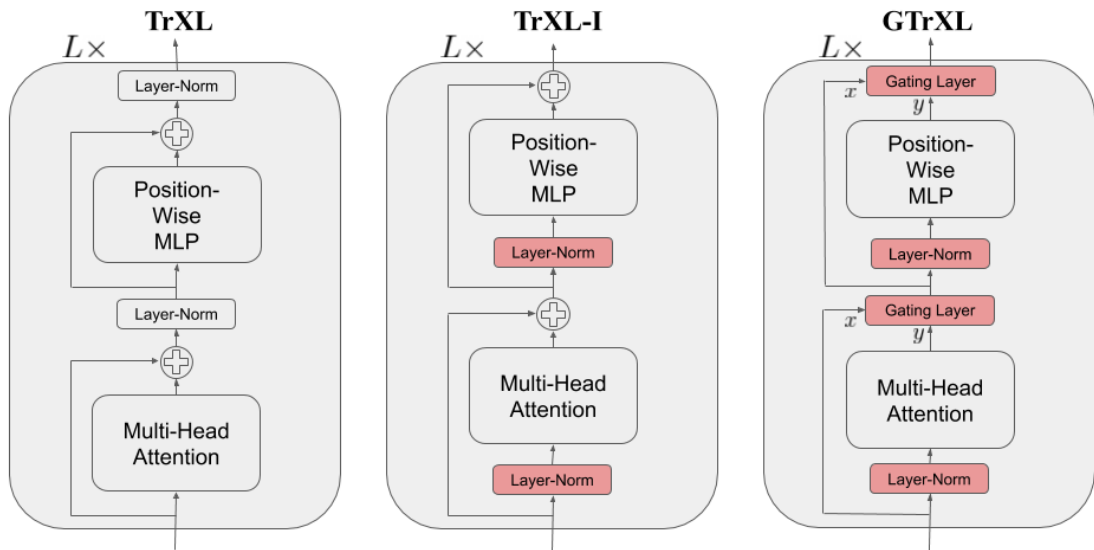 TrXL
L×
Layer-Norm
Position-
Wise
MLP
Layer-Norm
Multi-Head
Attention
TrXL-I
L×
Position-
Wise
MLP
Layer-Norm
Multi-Head
Attention
Layer-Norm
GTrXL
L×
Gating Layer
x
y
Position-
Wise
MLP
Layer-Norm
Gating Layer
x
y
Multi-Head
Attention
Layer-Norm